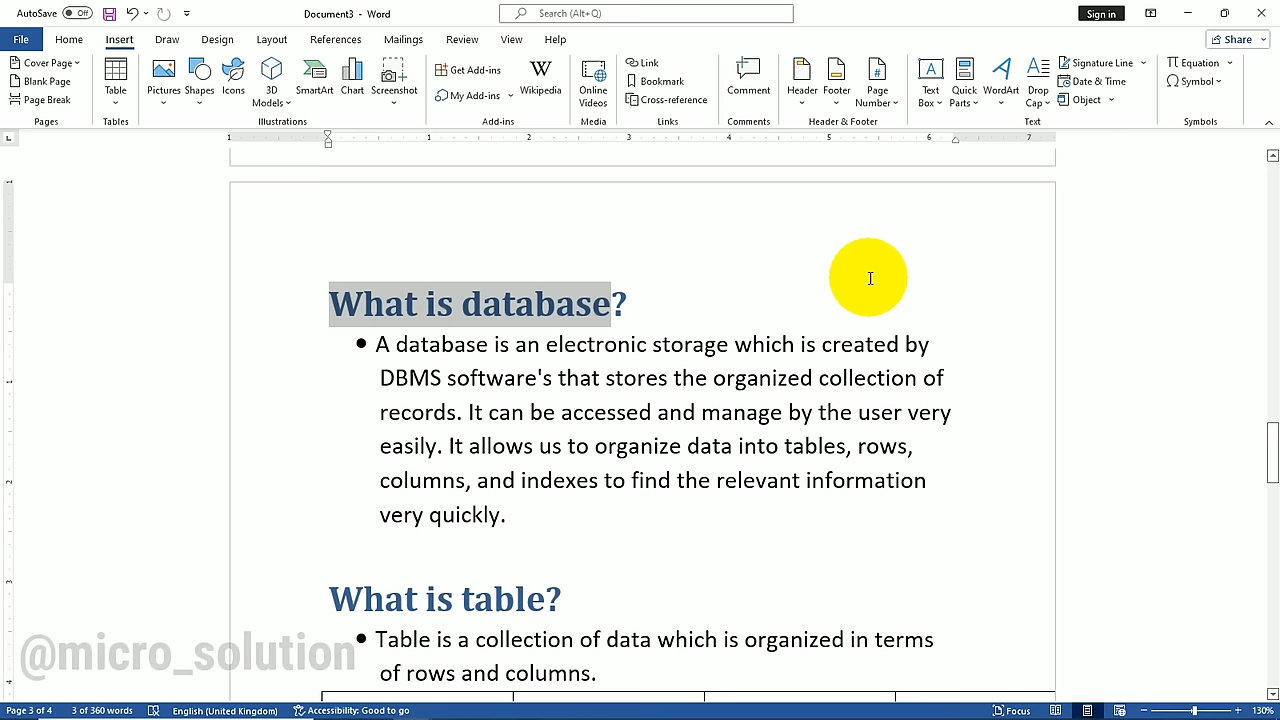 AutoSave Off Document3 - Word Search (Alt+Q) Sign in
File Home Insert Draw Design Layout References Mailings Review View Help Share
Cover Page
Blank Page
Page Break
Pages
Table
Tables
Pictures Shapes Icons 3D Models SmartArt Chart Screenshot
Illustrations
Get Add-ins
My Add-ins
Wikipedia
Add-ins
Online Videos
Media
Link
Bookmark
Cross-reference
Links
Comment
Comments
Header Footer Page Number
Header & Footer
Text Box Quick Parts WordArt Drop Cap
Signature Line
Date & Time
Object
Text
Equation
Symbol
Symbols
1 1 2 3 4 5 6 7
What is database?
• A database is an electronic storage which is created by
DBMS software's that stores the organized collection of
records. It can be accessed and manage by the user very
easily. It allows us to organize data into tables, rows,
columns, and indexes to find the relevant information
very quickly.
What is table?
• Table is a collection of data which is organized in terms
of rows and columns.
@micro_solution
Page 3 of 4 3 of 360 words English (United Kingdom) Accessibility: Good to go Focus 130%